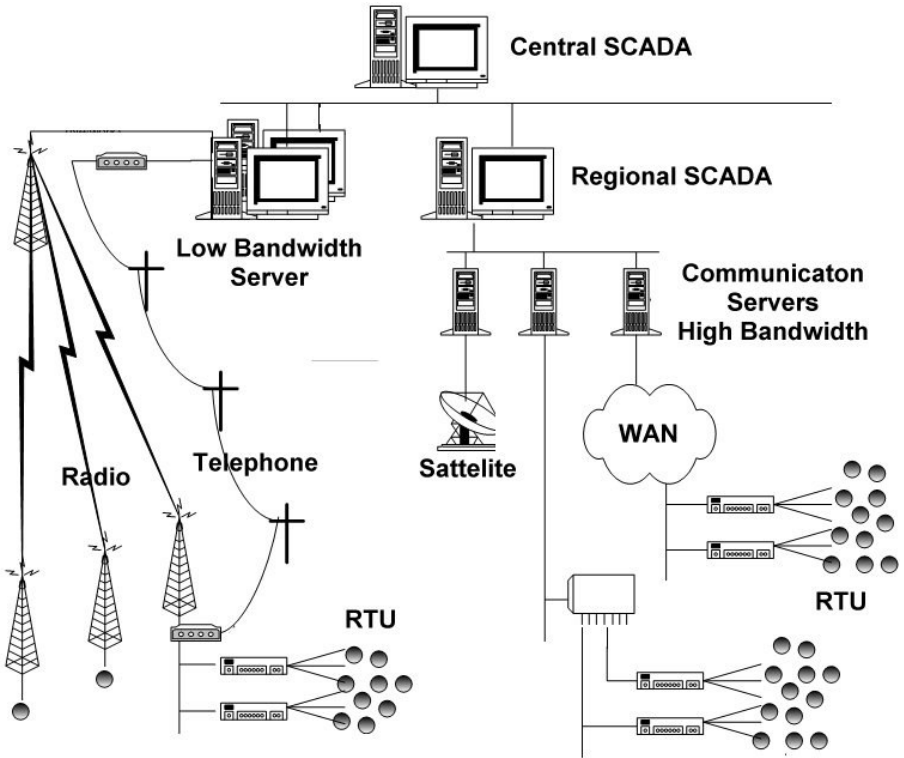 Central SCADA
Regional SCADA
Low Bandwidth
Server
Communicaton
Servers
High Bandwidth
WAN
Radio
Telephone
Sattelite
RTU
RTU